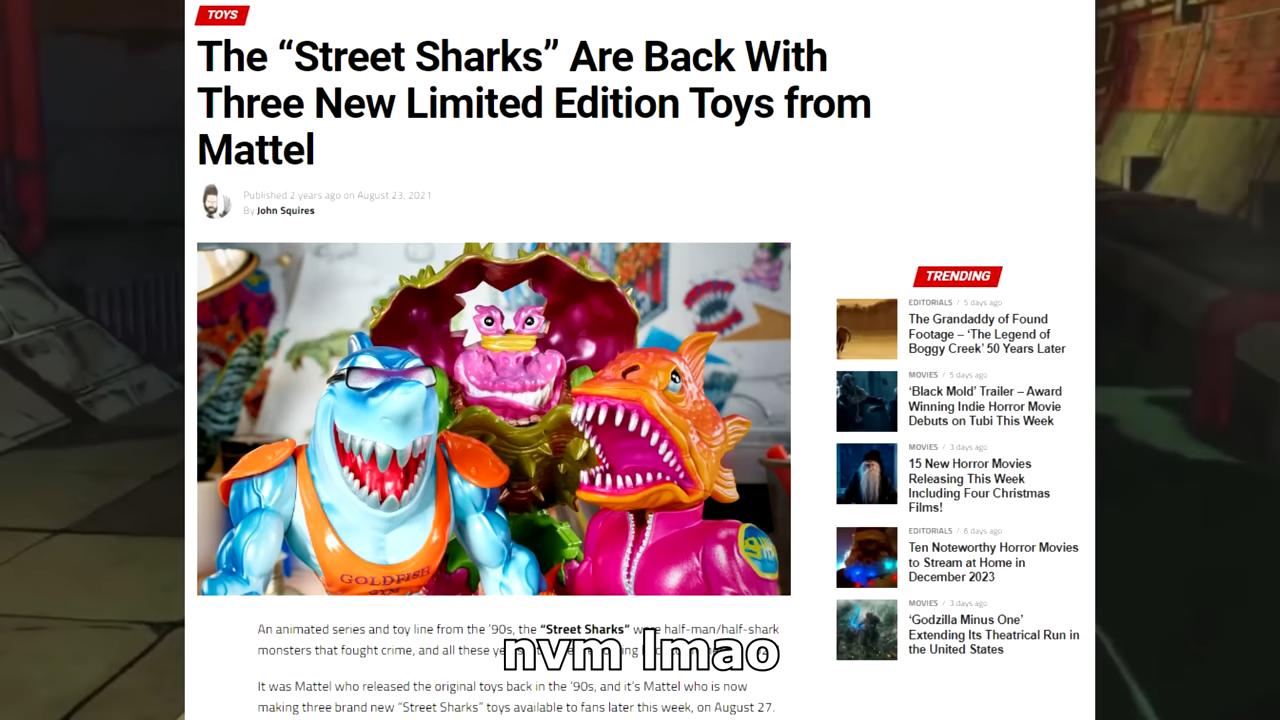 TOYS
The “Street Sharks” Are Back With
Three New Limited Edition Toys from
Mattel
Published 2 years ago on August 23, 2021
By John Squires
GOLDFISH
TRENDING
EDITORIALS / 5 days ago
The Grandaddy of Found
Footage – ‘The Legend of
Boggy Creek’ 50 Years Later
MOVIES / 5 days ago
‘Black Mold’ Trailer – Award
Winning Indie Horror Movie
Debuts on Tubi This Week
MOVIES / 3 days ago
15 New Horror Movies
Releasing This Week
Including Four Christmas
Films!
EDITORIALS / 6 days ago
Ten Noteworthy Horror Movies
to Stream at Home in
December 2023
MOVIES / 3 days ago
‘Godzilla Minus One’
Extending Its Theatrical Run in
the United States
An animated series and toy line from the ’90s, the “Street Sharks” were half-man/half-shark
monsters that fought crime, and all these
nvm lmao
It was Mattel who released the original toys back in the ’90s, and it’s Mattel who is now
making three brand new “Street Sharks” toys available to fans later this week, on August 27.